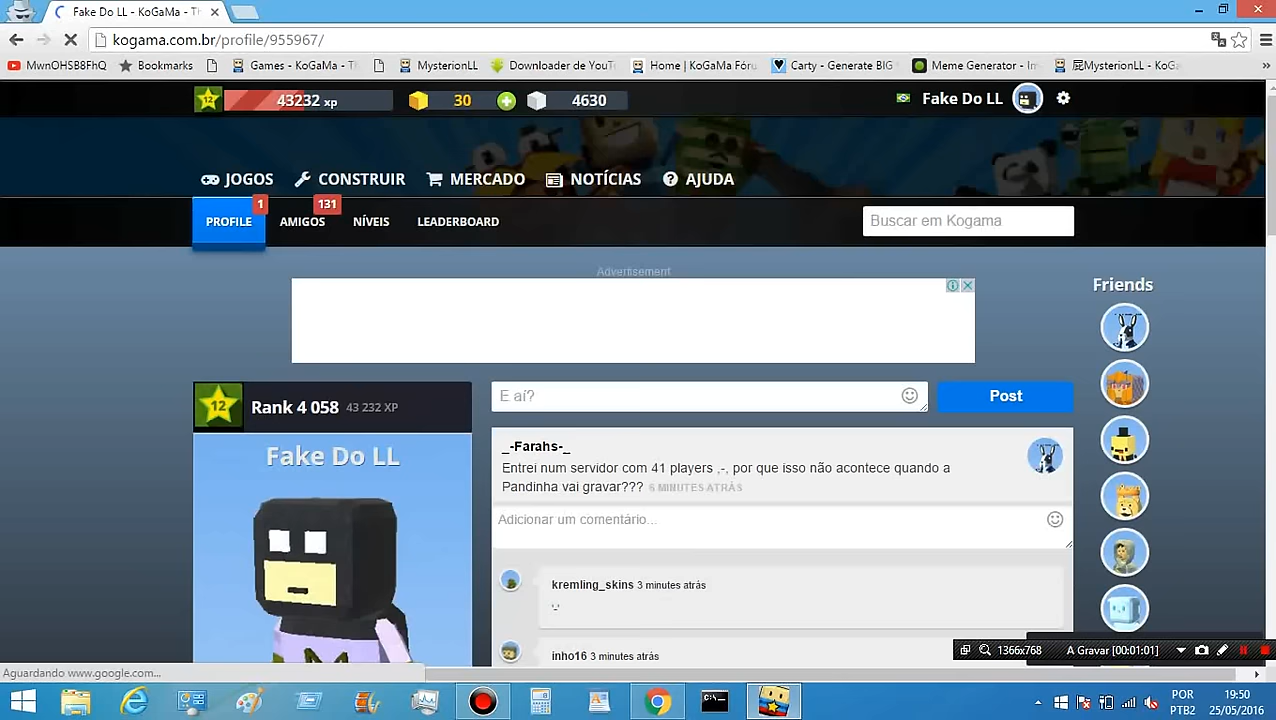 Fake Do LL - KoGaMa - Th
kogama.com.br/profile/955967/
MwnOHSB8FhQ
Bookmarks
Games - KoGaMa - Th
MysterionLL
Downloader de YouT
Home | KoGaMa Fóru
Carty - Generate BIG
Meme Generator - Im
MysterionLL - KoGa
»
12
43232 xp
30
4630
Fake Do LL
JOGOS
CONSTRUIR
MERCADO
NOTÍCIAS
AJUDA
1
131
PROFILE
AMIGOS
NÍVEIS
LEADERBOARD
Buscar em Kogama
Advertisement
Friends
12
Rank 4 058 43 232 XP
E aí?
Post
Fake Do LL
_-Farahs-_
Entrei num servidor com 41 players ,-, por que isso não acontece quando a
Pandinha vai gravar??? 6 MINUTES ATRÁS
Adicionar um comentário...
kremling_skins 3 minutes atrás
'-'
inho16 3 minutes atrás
1366x768
A Gravar [00:01:01]
Aguardando www.google.com...
POR
PTB2
19:50
25/05/2016